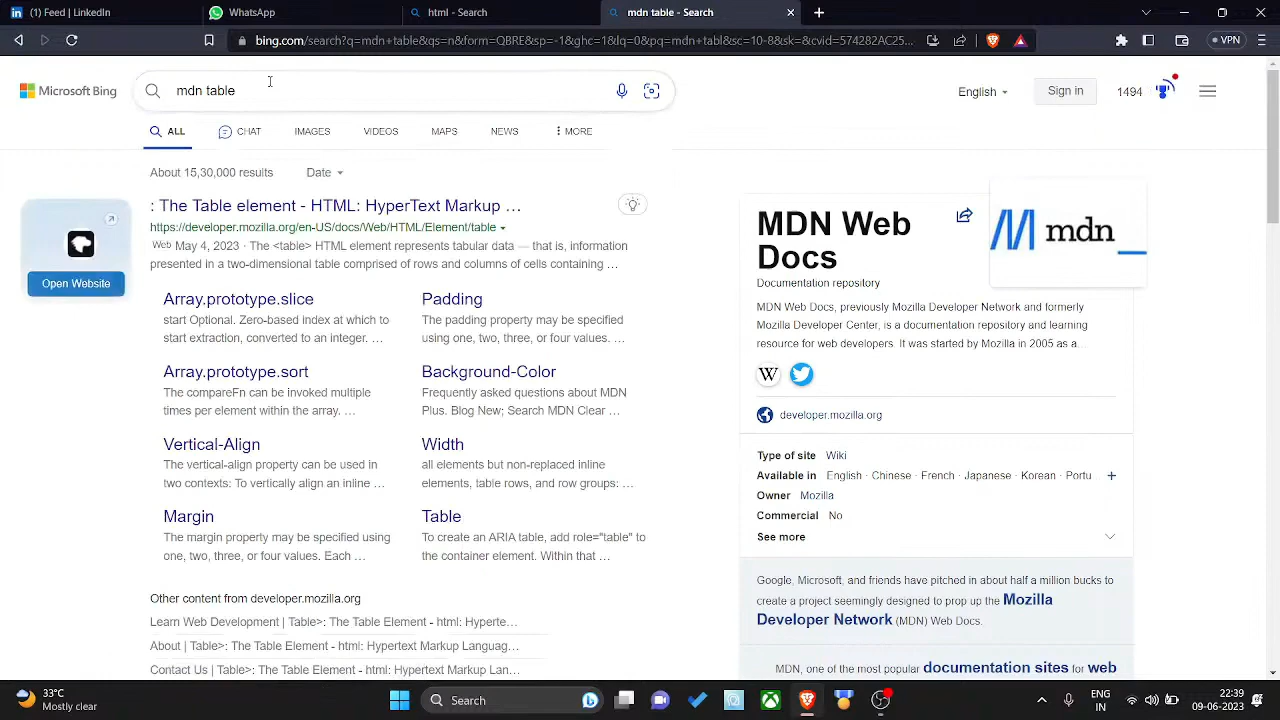 (1) Feed | LinkedIn
WhatsApp
html - Search
mdn table - Search
bing.com/search?q=mdn+table&qs=n&form=QBRE&sp=-1&ghc=1&lq=0&pq=mdn+tabl&sc=10-8&sk=&cvid=574282AC25...
VPN
Microsoft Bing
mdn table
English
Sign in
1494
ALL
CHAT
IMAGES
VIDEOS
MAPS
NEWS
MORE
About 15,30,000 results
Date
: The Table element - HTML: HyperText Markup …
https://developer.mozilla.org/en-US/docs/Web/HTML/Element/table
Web May 4, 2023 · The <table> HTML element represents tabular data — that is, information
presented in a two-dimensional table comprised of rows and columns of cells containing …
Open Website
Array.prototype.slice
start Optional. Zero-based index at which to
start extraction, converted to an integer. …
Padding
The padding property may be specified
using one, two, three, or four values. …
Array.prototype.sort
The compareFn can be invoked multiple
times per element within the array. …
Background-Color
Frequently asked questions about MDN
Plus. Blog New; Search MDN Clear …
Vertical-Align
The vertical-align property can be used in
two contexts: To vertically align an inline …
Width
all elements but non-replaced inline
elements, table rows, and row groups: …
Margin
The margin property may be specified using
one, two, three, or four values. Each …
Table
To create an ARIA table, add role="table" to
the container element. Within that …
Other content from developer.mozilla.org
Learn Web Development | Table>: The Table Element - html: Hyperte…
About | Table>: The Table Element - html: Hypertext Markup Languag…
Contact Us | Table>: The Table Element - html: Hypertext Markup Lan…
MDN Web
Docs
mdn
Documentation repository
MDN Web Docs, previously Mozilla Developer Network and formerly
Mozilla Developer Center, is a documentation repository and learning
resource for web developers. It was started by Mozilla in 2005 as a…
W
developer.mozilla.org
Type of site Wiki
Available in English · Chinese · French · Japanese · Korean · Portu
Owner Mozilla
Commercial No
See more
Google, Microsoft, and friends have pitched in about half a million bucks to
create a project seemingly designed to prop up the Mozilla
Developer Network (MDN) Web Docs.
MDN, one of the most popular documentation sites for web
33°C
Mostly clear
Search
ENG
IN
22:39
09-06-2023